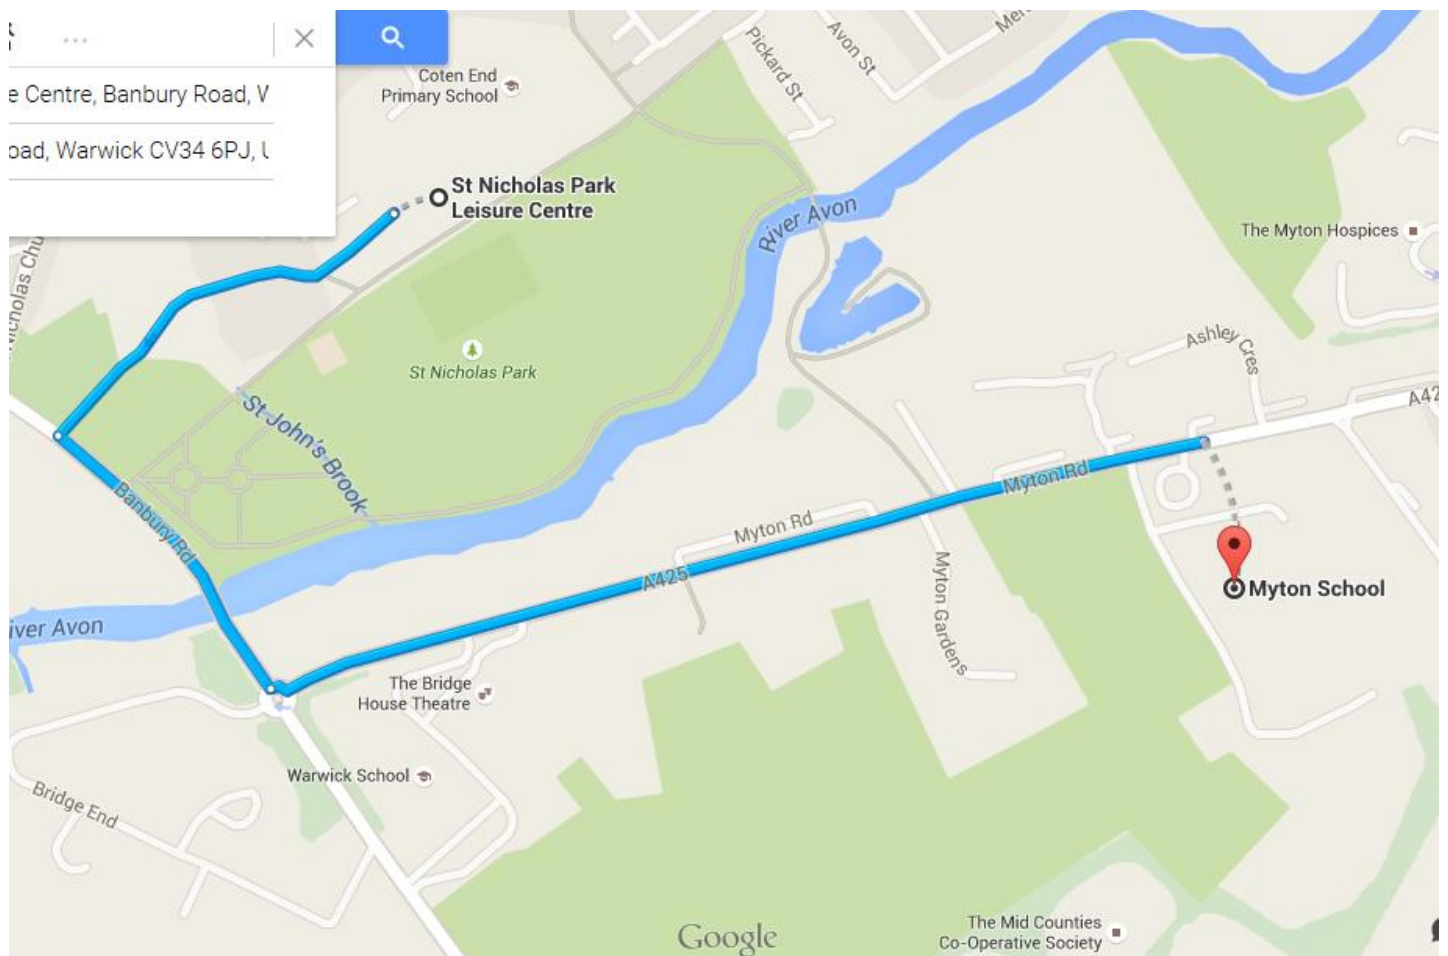 ...
e Centre, Banbury Road, W
oad, Warwick CV34 6PJ, U
Coten End
Primary School
Pickard St
Avon St
St Nicholas Park
Leisure Centre
River Avon
The Myton Hospices
Nicholas Chu
Ashley Cres
St Nicholas Park
A42
St John's Brook
Myton Rd
Banbury Rd
Myton Rd
A425
Myton Gardens
Myton School
iver Avon
The Bridge
House Theatre
Warwick School
Bridge End
Google
The Mid Counties
Co-Operative Society